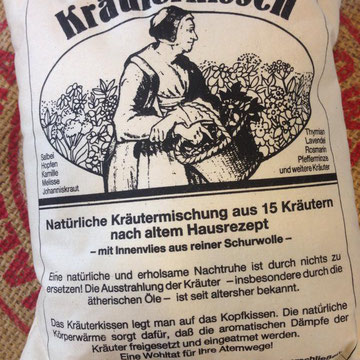 Kräuterkissen
Salbei
Hopfen
Kamille
Melisse
Johanniskraut
Thymian
Lavendel
Rosmarin
Pfefferminze
und weitere Kräuter
Natürliche Kräutermischung aus 15 Kräutern
nach altem Hausrezept
– mit Innenvlies aus reiner Schurwolle –
Eine natürliche und erholsame Nachtruhe ist durch nichts zu
ersetzen! Die Ausstrahlung der Kräuter – insbesondere durch die
ätherischen Öle – ist seit altersher bekannt.
Das Kräuterkissen legt man auf das Kopfkissen. Die natürliche
Körperwärme sorgt dafür, daß die aromatischen Dämpfe der
Kräuter freigesetzt und eingeatmet werden.
Eine Wohltat für Ihre Atemwege!